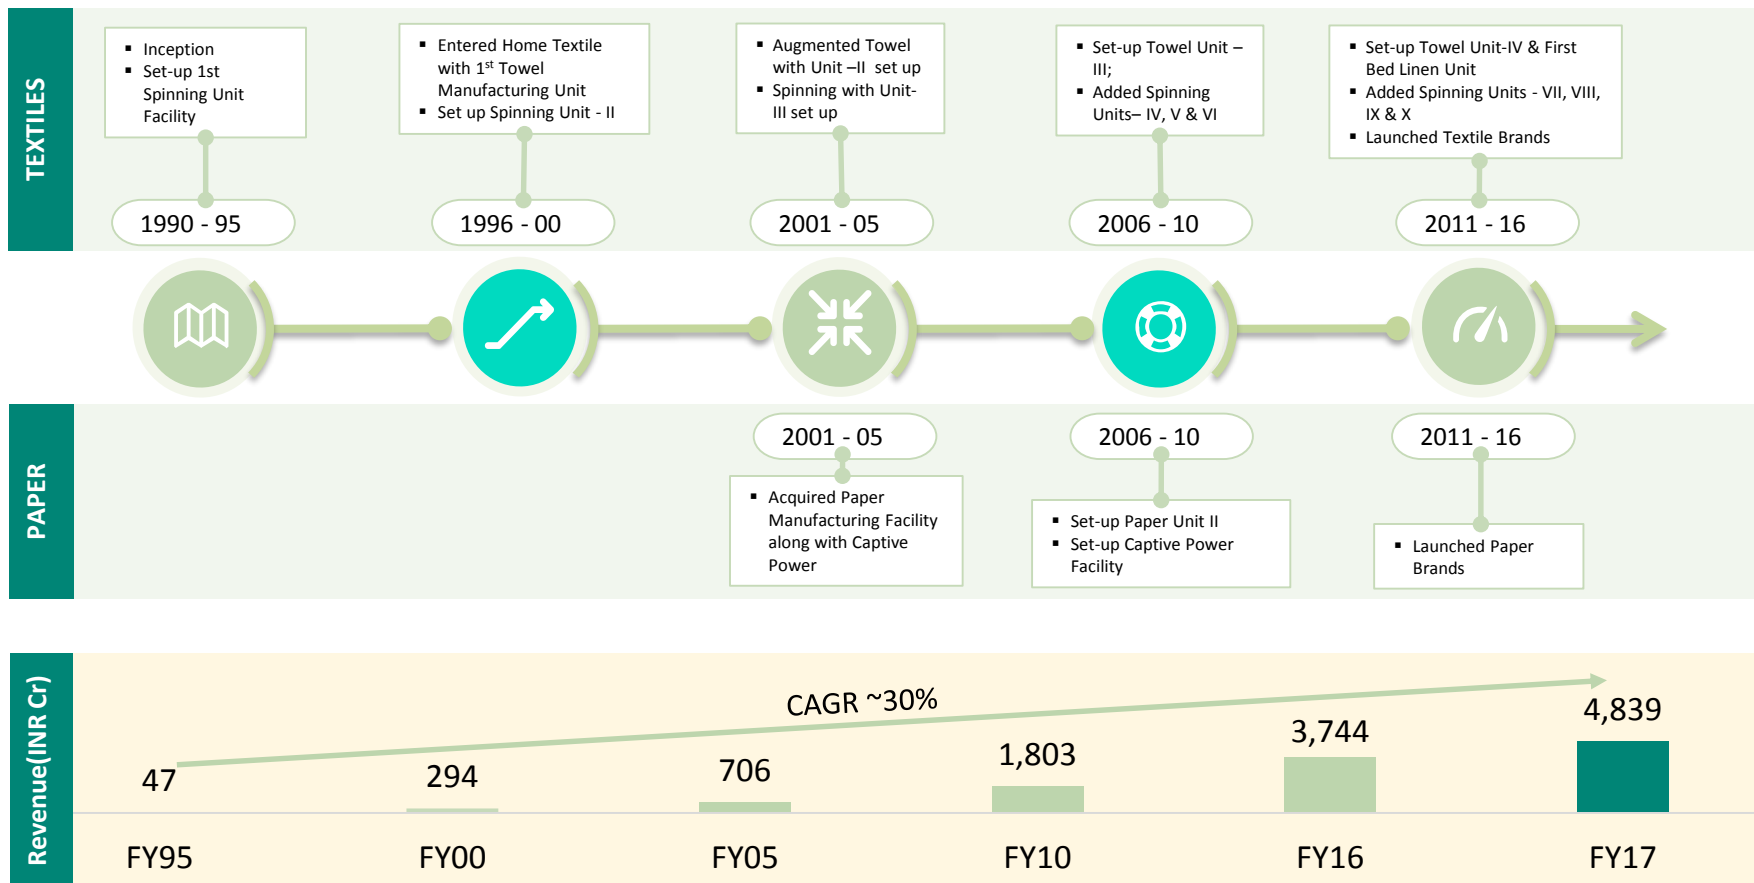 TEXTILES
▪ Inception
▪ Set-up 1st
Spinning Unit
Facility
1990 - 95
▪ Entered Home Textile
with 1st Towel
Manufacturing Unit
▪ Set up Spinning Unit - II
1996 - 00
▪ Augmented Towel
with Unit –II set up
▪ Spinning with Unit-
III set up
2001 - 05
▪ Set-up Towel Unit –
III;
▪ Added Spinning
Units– IV, V & VI
2006 - 10
▪ Set-up Towel Unit-IV & First
Bed Linen Unit
▪ Added Spinning Units - VII, VIII,
IX & X
▪ Launched Textile Brands
2011 - 16
PAPER
2001 - 05
▪ Acquired Paper
Manufacturing Facility
along with Captive
Power
2006 - 10
▪ Set-up Paper Unit II
▪ Set-up Captive Power
Facility
2011 - 16
▪ Launched Paper
Brands
Revenue(INR Cr)
CAGR ~30%
47
294
706
1,803
3,744
4,839
FY95
FY00
FY05
FY10
FY16
FY17